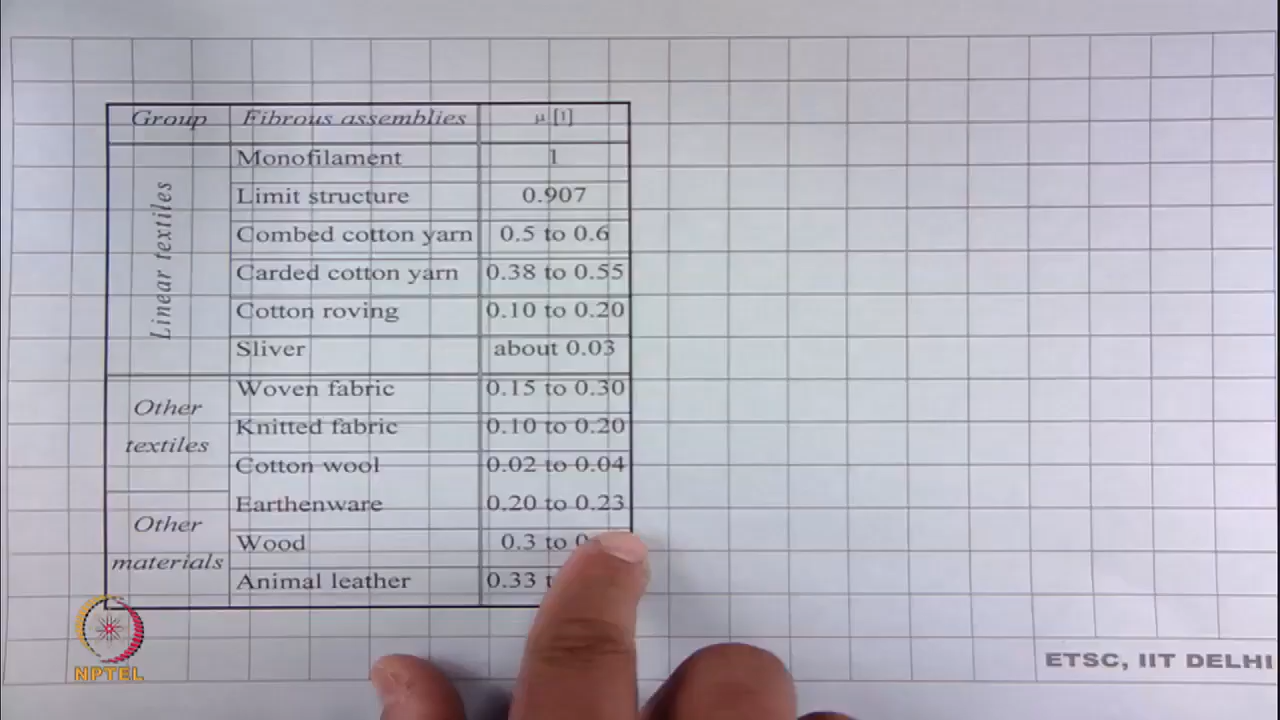 Group Fibrous assemblies μ [1]
Linear textiles
Monofilament 1
Limit structure 0.907
Combed cotton yarn 0.5 to 0.6
Carded cotton yarn 0.38 to 0.55
Cotton roving 0.10 to 0.20
Sliver about 0.03
Other textiles
Woven fabric 0.15 to 0.30
Knitted fabric 0.10 to 0.20
Cotton wool 0.02 to 0.04
Other materials
Earthenware 0.20 to 0.23
Wood 0.3 to
Animal leather 0.33
NPTEL
ETSC, IIT DELHI